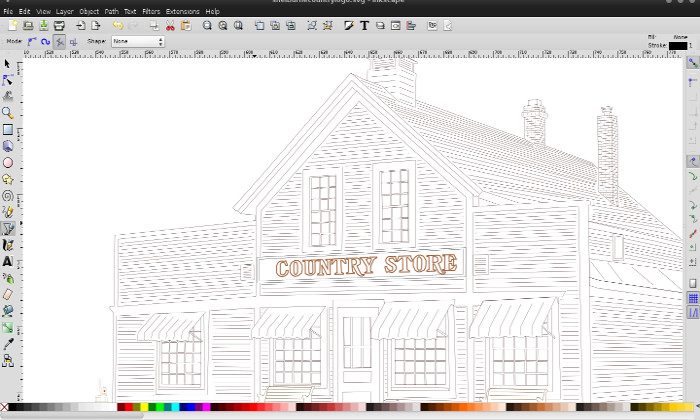 File Edit View Layer Object Path Text Filters Extensions Help
Mode: Shape: None
Fill: None
Stroke: 1
COUNTRY STORE